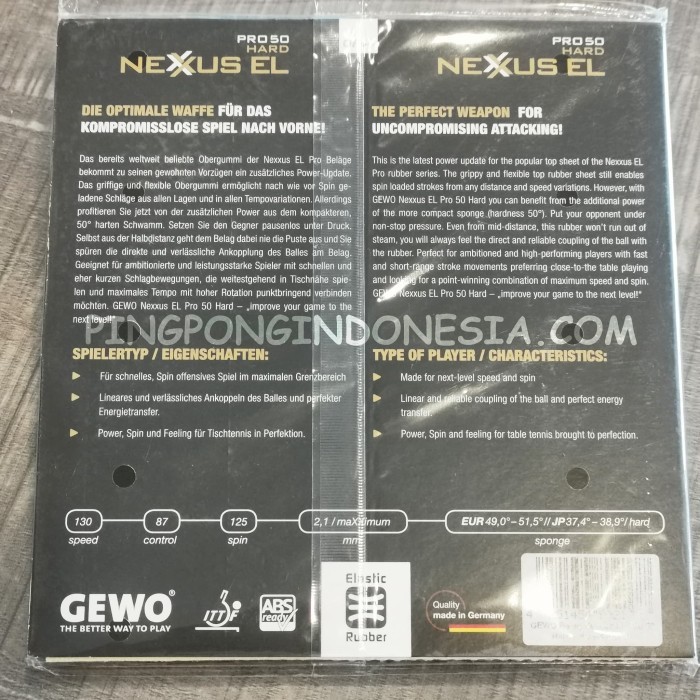 PRO 50
HARD
NEXXUS EL
DIE OPTIMALE WAFFE FÜR DAS
KOMPROMISSLOSE SPIEL NACH VORNE!
Das bereits weltweit beliebte Obergummi der Nexxus EL Pro Beläge
bekommt zu seinen gewohnten Vorzügen ein zusätzliches Power-Update.
Das griffige und flexible Obergummi ermöglicht nach wie vor Spin ge-
ladene Schläge aus allen Lagen und in allen Tempovariationen. Allerdings
profitieren Sie jetzt von der zusätzlichen Power aus dem kompakteren,
50° harten Schwamm. Setzen Sie den Gegner pausenlos unter Druck.
Selbst aus der Halbdistanz geht dem Belag dabei nie die Puste aus und Sie
spüren die direkte und verlässliche Ankopplung des Balles am Belag.
Geeignet für ambitionierte und leistungsstarke Spieler mit schnellen und
eher kurzen Schlagbewegungen, die weitestgehend in Tischnähe spie-
len und maximales Tempo mit hoher Rotation punktbringend verbinden
möchten. GEWO Nexxus EL Pro 50 Hard – „improve your game to the
next level!"
SPIELERTYP / EIGENSCHAFTEN:
Für schnelles, Spin offensives Spiel im maximalen Grenzbereich
Lineares und verlässliches Ankoppeln des Balles und perfekter
Energietransfer.
Power, Spin und Feeling für Tischtennis in Perfektion.
PRO 50
HARD
NEXXUS EL
THE PERFECT WEAPON FOR
UNCOMPROMISING ATTACKING!
This is the latest power update for the popular top sheet of the Nexxus EL
Pro rubber series. The grippy and flexible top rubber sheet still enables
spin loaded strokes from any distance and speed variations. However, with
GEWO Nexxus EL Pro 50 Hard you can benefit from the additional power
of the more compact sponge (hardness 50°). Put your opponent under
non-stop pressure. Even from mid-distance, this rubber won't run out of
steam, you will always feel the direct and reliable coupling of the ball with
the rubber. Perfect for ambitioned and high-performing players with fast
and short-range stroke movements preferring close-to-the table playing
and looking for a point-winning combination of maximum speed and spin.
GEWO Nexxus EL Pro 50 Hard – „improve your game to the next level!"
TYPE OF PLAYER / CHARACTERISTICS:
Made for next-level speed and spin
Linear and reliable coupling of the ball and perfect energy
transfer.
Power, Spin and feeling for table tennis brought to perfection.
PINGPONGINDONESIA.COM
130 87 125 2,1 / maXximum EUR 49,0° – 51,5° // JP 37,4° – 38,9° / hard
speed control spin mm sponge
GEWO®
THE BETTER WAY TO PLAY
ITTF
ABS
ready
Elastic
Rubber
Quality
made in Germany